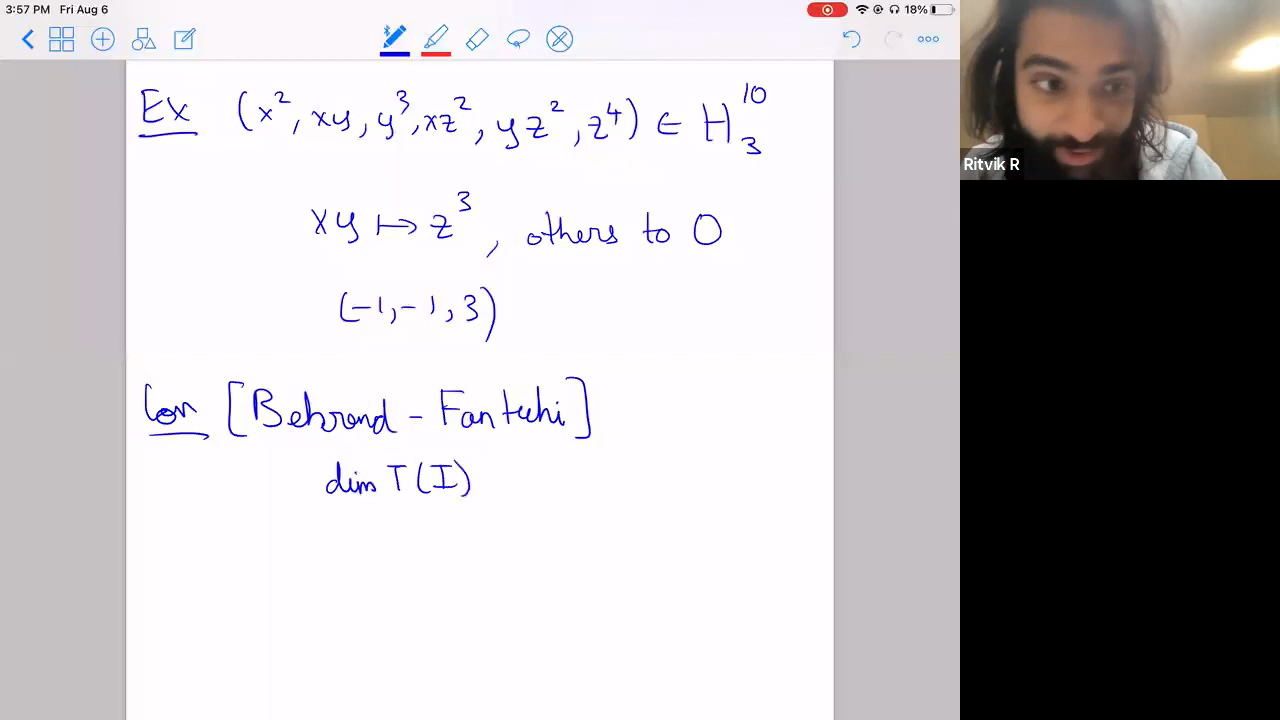 3:57 PM Fri Aug 6 18%
Ex (x², xy, y³, xz², yz², z⁴) ∈ H₃¹⁰
xy ↦ z³, others to 0
(-1, -1, 3)
Cor [Behrend - Fantechi]
dim T(I)
Ritvik R